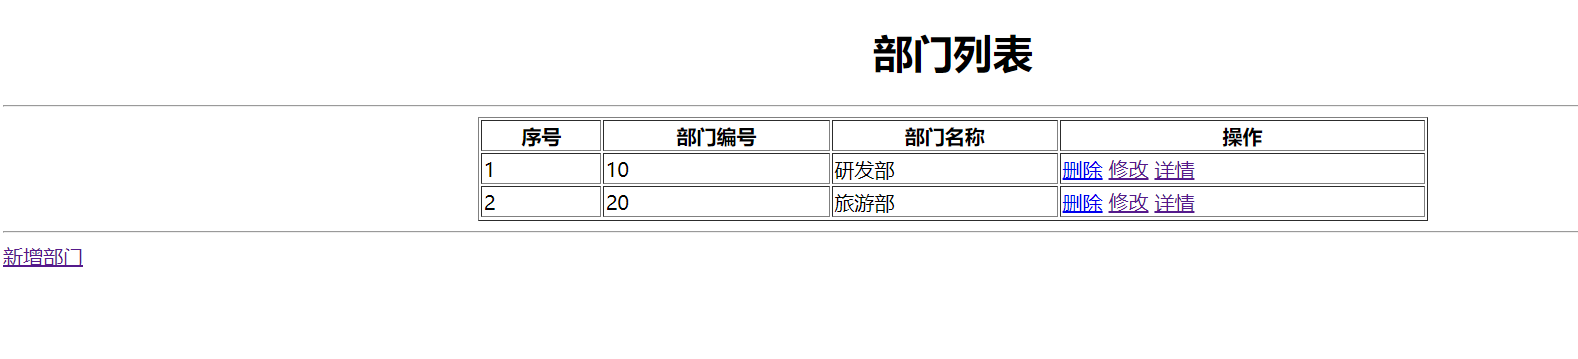 部门列表
序号 部门编号 部门名称 操作
1 10 研发部 删除 修改 详情
2 20 旅游部 删除 修改 详情
新增部门